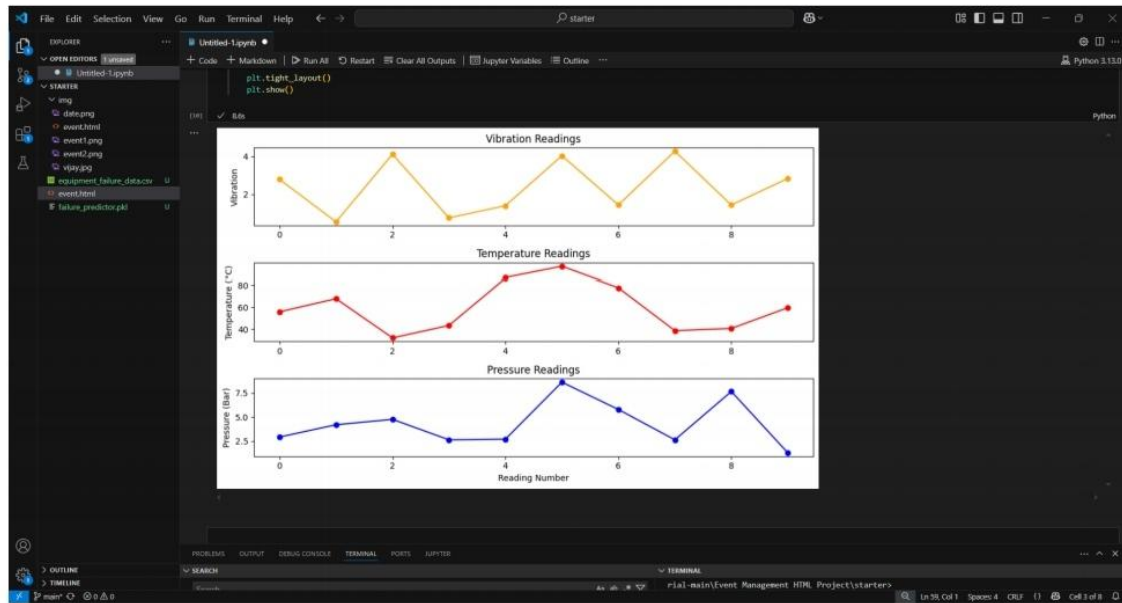 File Edit Selection View Go Run Terminal Help
starter
EXPLORER
Untitled-1.ipynb
OPEN EDITORS 1 unsaved
Untitled-1.ipynb
+ Code + Markdown Run All Restart Clear All Outputs Jupyter Variables Outline ...
Python 3.13.0
STARTER
img
date.png
event.html
event1.png
event2.png
vijay.jpg
equipment_failure_data.csv U
event.html
failure_predictor.pkl U
plt.tight_layout()
plt.show()
8.6s
Python
Vibration Readings
Vibration
4
2
0 2 4 6 8
Temperature Readings
Temperature (°C)
80
60
40
0 2 4 6 8
Pressure Readings
Pressure (Bar)
7.5
5.0
2.5
0 2 4 6 8
Reading Number
PROBLEMS OUTPUT DEBUG CONSOLE TERMINAL PORTS JUPYTER
OUTLINE
TIMELINE
SEARCH
TERMINAL
rial-main\Event Management HTML Project\starter>
main* 0 0 Ln 59, Col 1 Spaces: 4 CRLF {} Cell 3 of 8